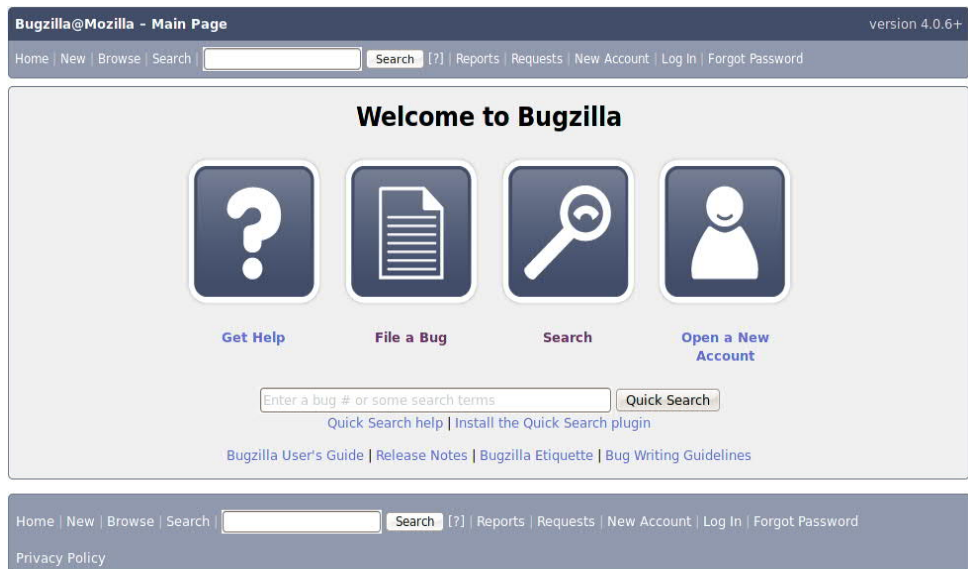 Bugzilla@Mozilla – Main Page version 4.0.6+
Home | New | Browse | Search | Search [?] | Reports | Requests | New Account | Log In | Forgot Password
Welcome to Bugzilla
Get Help File a Bug Search Open a New
Account
Enter a bug # or some search terms Quick Search
Quick Search help | Install the Quick Search plugin
Bugzilla User's Guide | Release Notes | Bugzilla Etiquette | Bug Writing Guidelines
Home | New | Browse | Search | Search [?] | Reports | Requests | New Account | Log In | Forgot Password
Privacy Policy